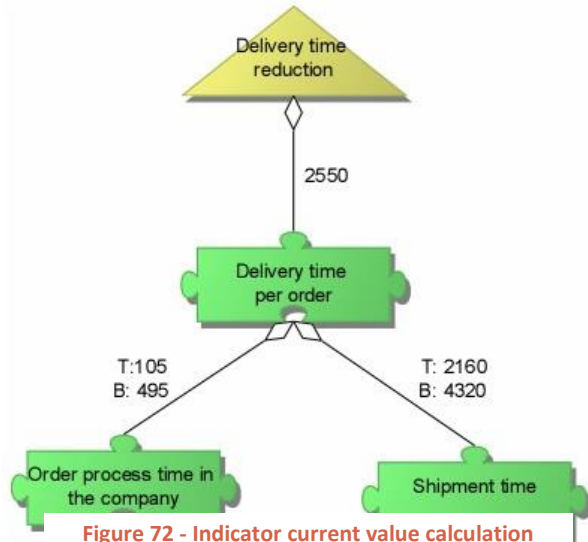 Delivery time
reduction
2550
Delivery time
per order
T:105
B: 495
T: 2160
B: 4320
Order process time in
the company
Shipment time
Figure 72 - Indicator current value calculation